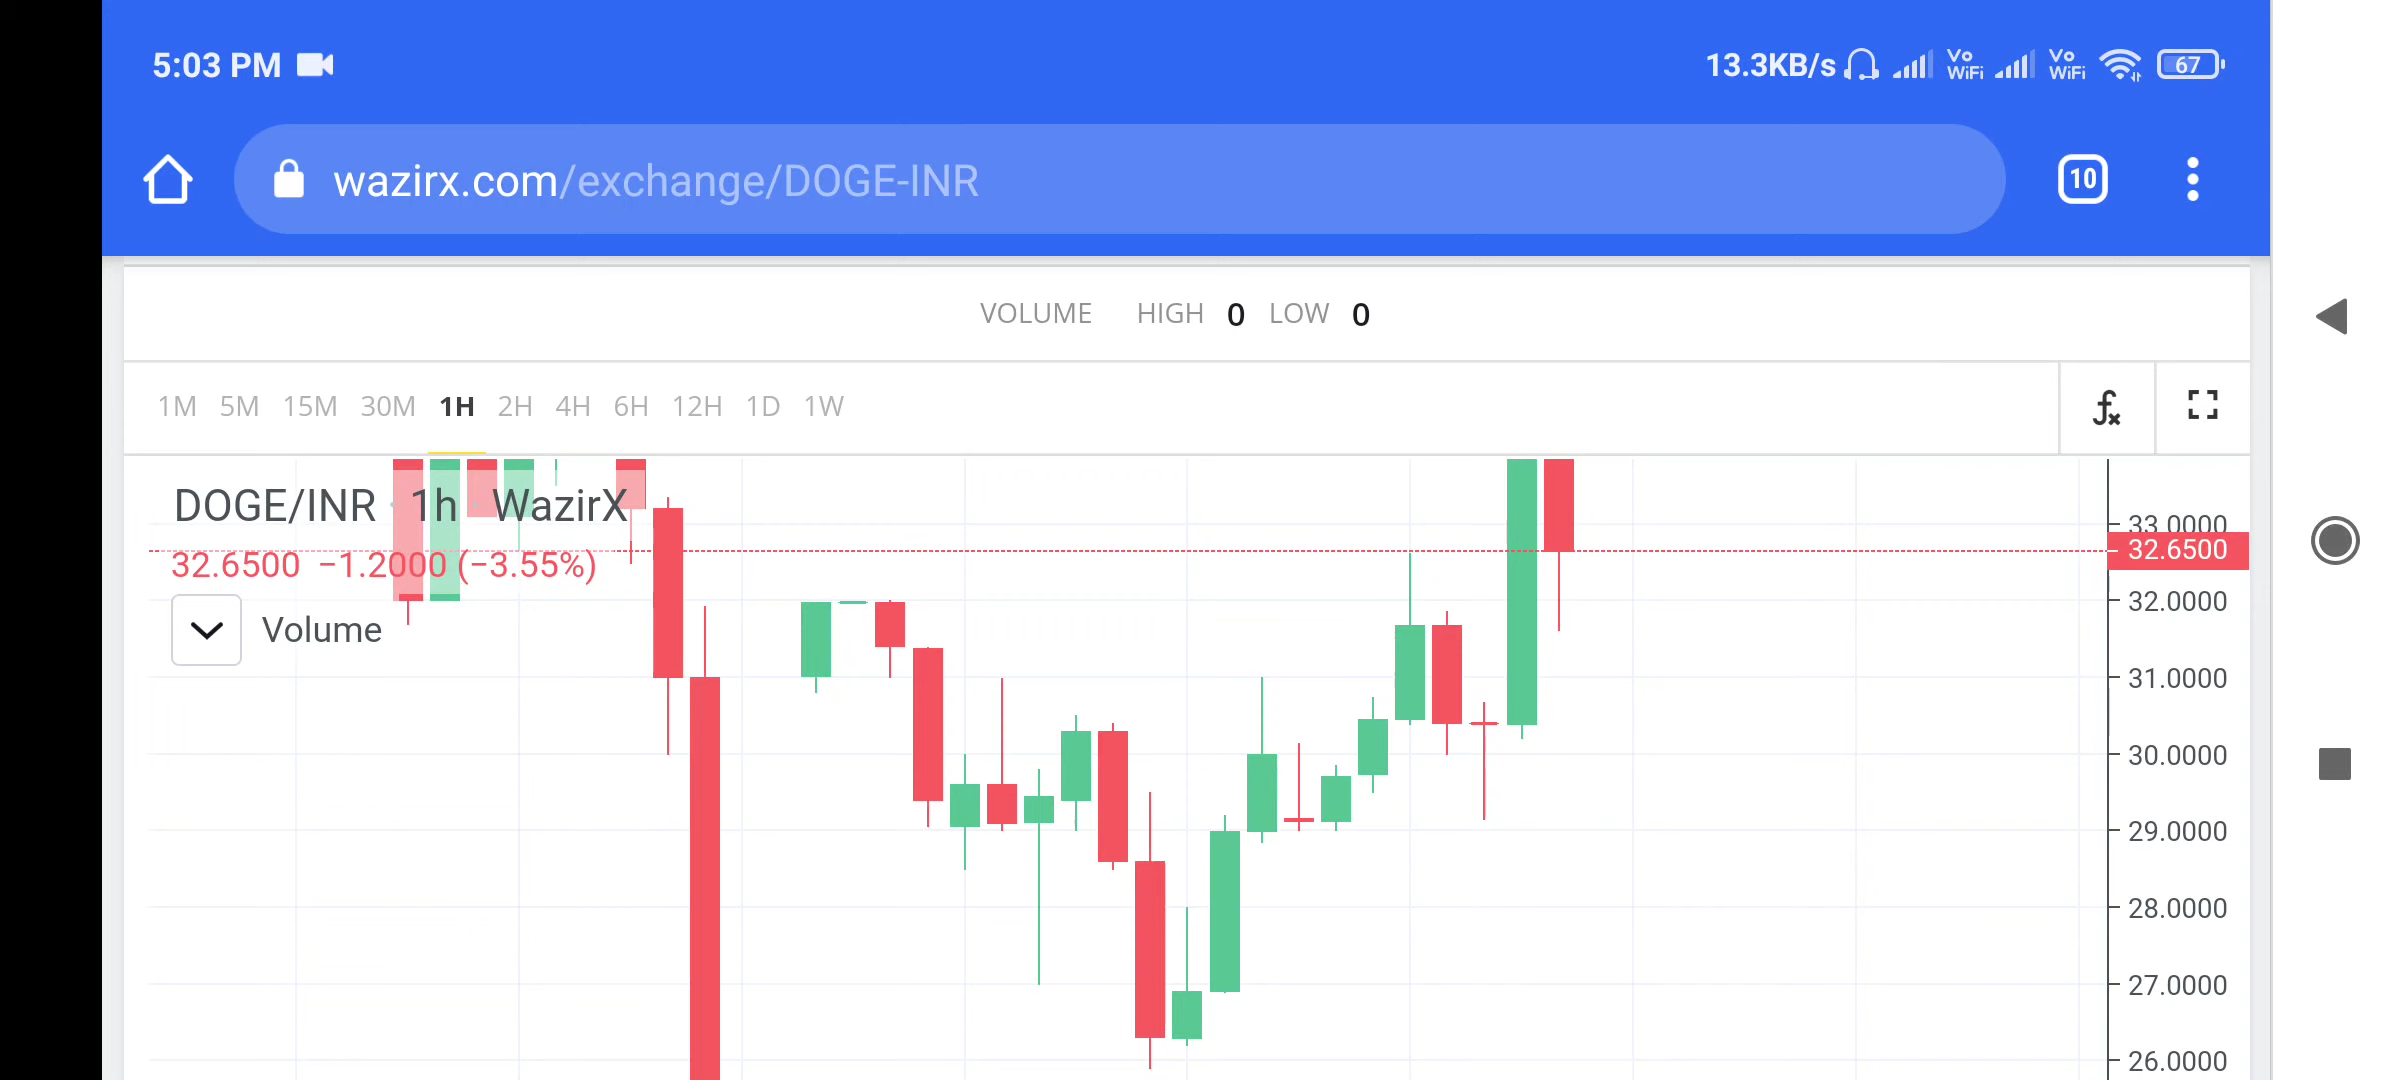 5:03 PM 13.3KB/s Vo WiFi Vo WiFi 67
wazirx.com/exchange/DOGE-INR 10
VOLUME HIGH 0 LOW 0
1M 5M 15M 30M 1H 2H 4H 6H 12H 1D 1W fx
DOGE/INR 1h WazirX
33.0000
32.6500
32.6500 −1.2000 (−3.55%)
32.0000
Volume
31.0000
30.0000
29.0000
28.0000
27.0000
26.0000